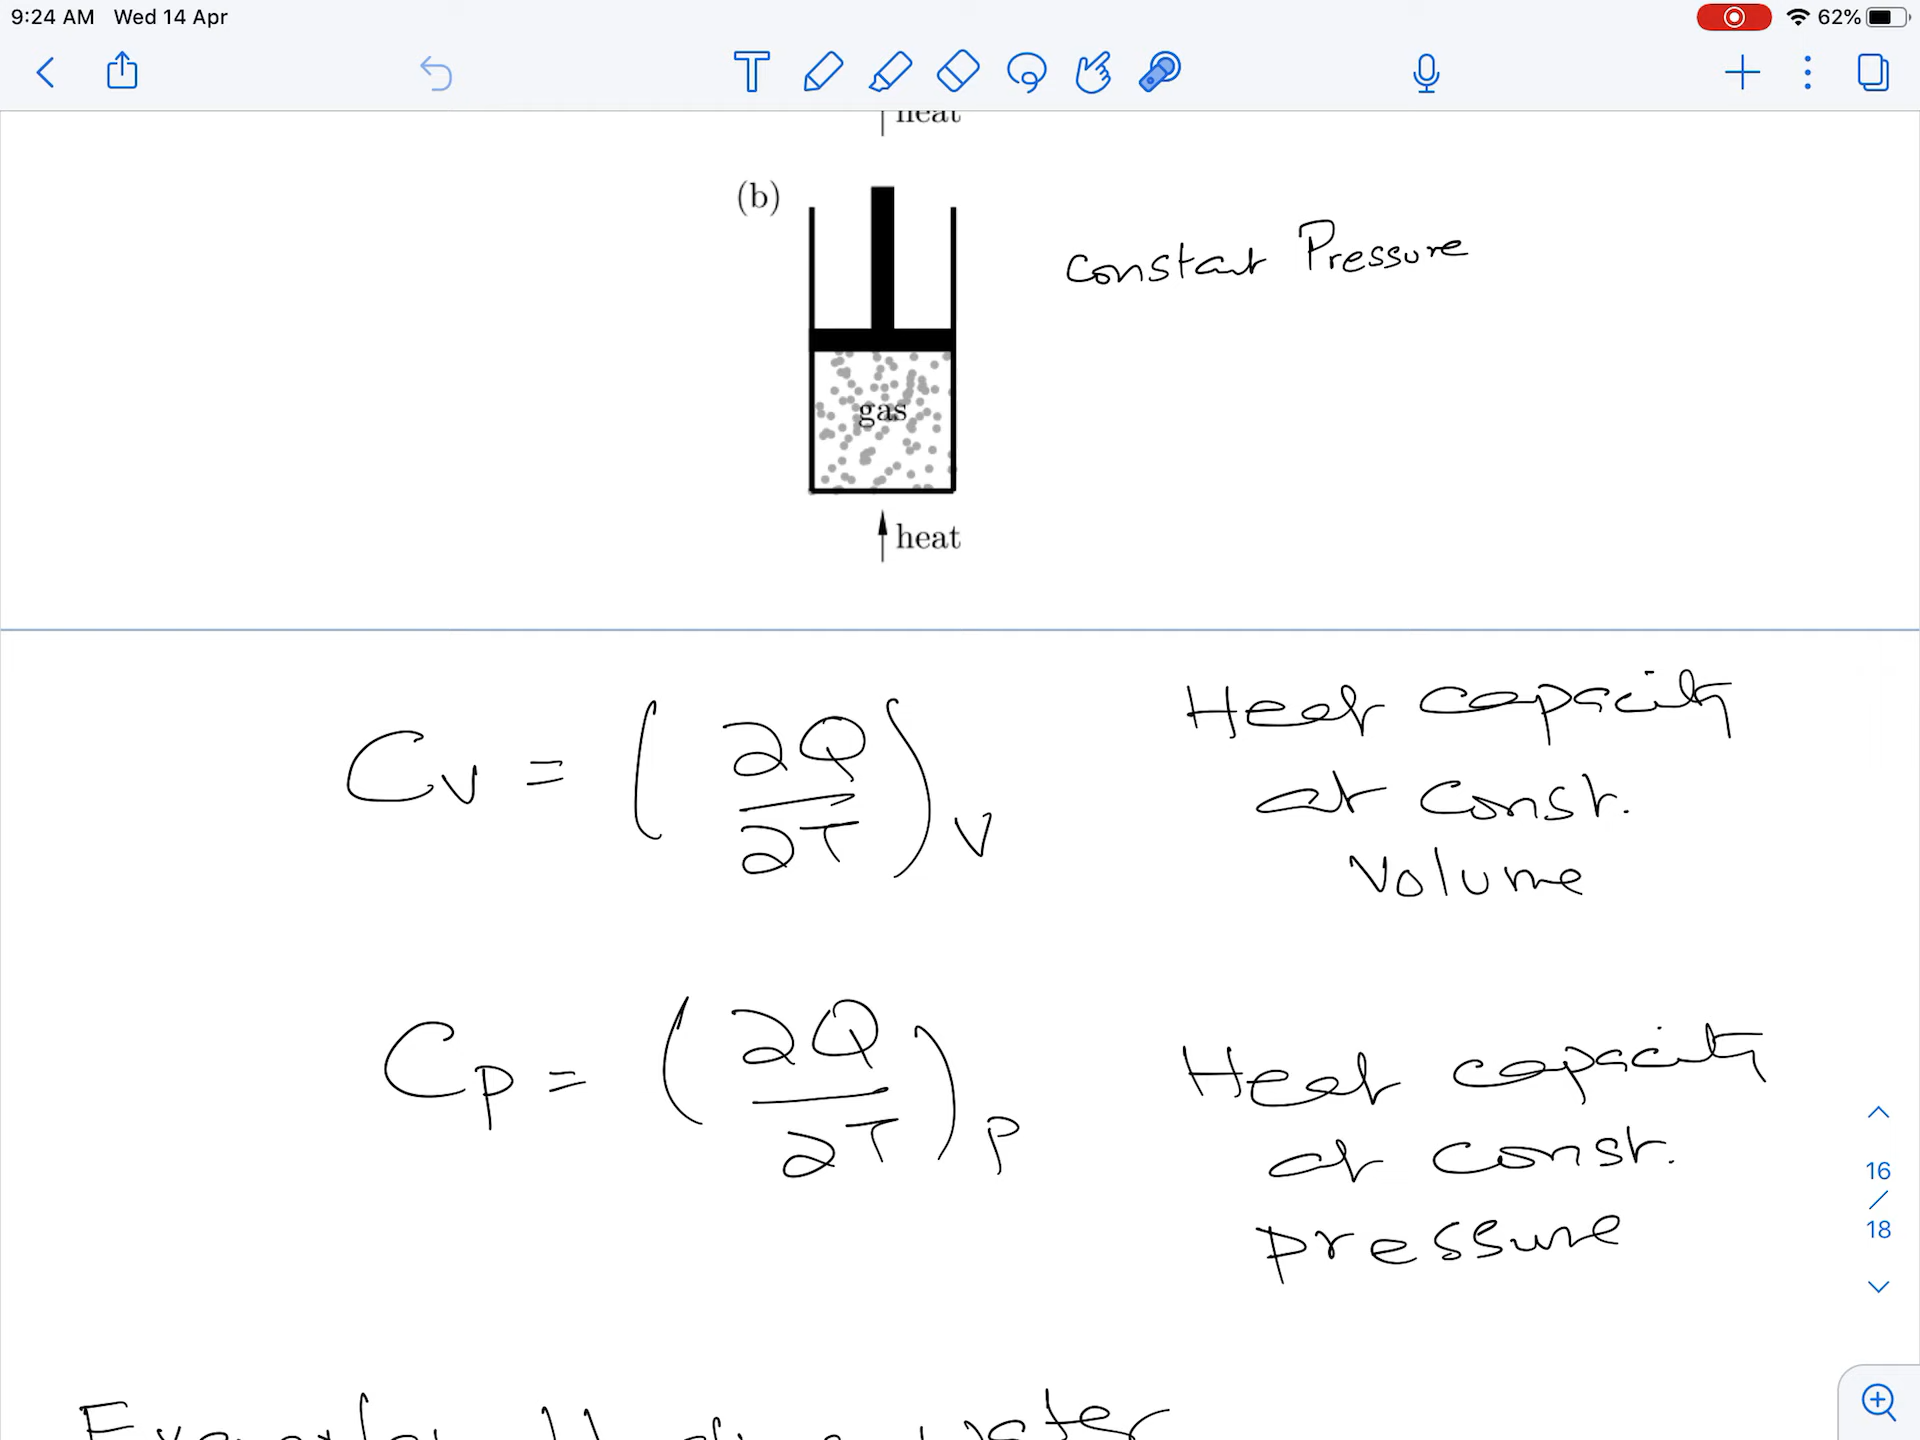 9:24 AM Wed 14 Apr 62%
heat
(b)
constant Pressure
gas
heat
Cv = (∂Q/∂T)v
Heat capacity
at const.
Volume
Cp = (∂Q/∂T)p
Heat capacity
at const.
pressure
16
/
18
water